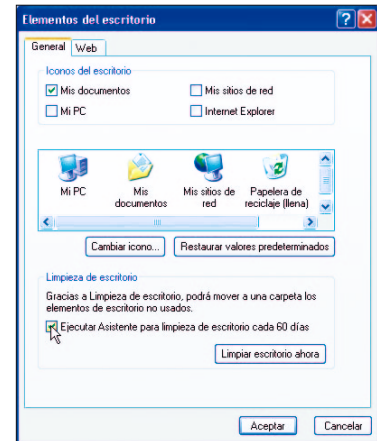 Elementos del escritorio
General Web
Iconos del escritorio
Mis documentos Mis sitios de red
Mi PC Internet Explorer
Mi PC Mis documentos Mis sitios de red Papelera de reciclaje (llena)
Cambiar icono... Restaurar valores predeterminados
Limpieza de escritorio
Gracias a Limpieza de escritorio, podrá mover a una carpeta los
elementos de escritorio no usados.
Ejecutar Asistente para limpieza de escritorio cada 60 días
Limpiar escritorio ahora
Aceptar Cancelar